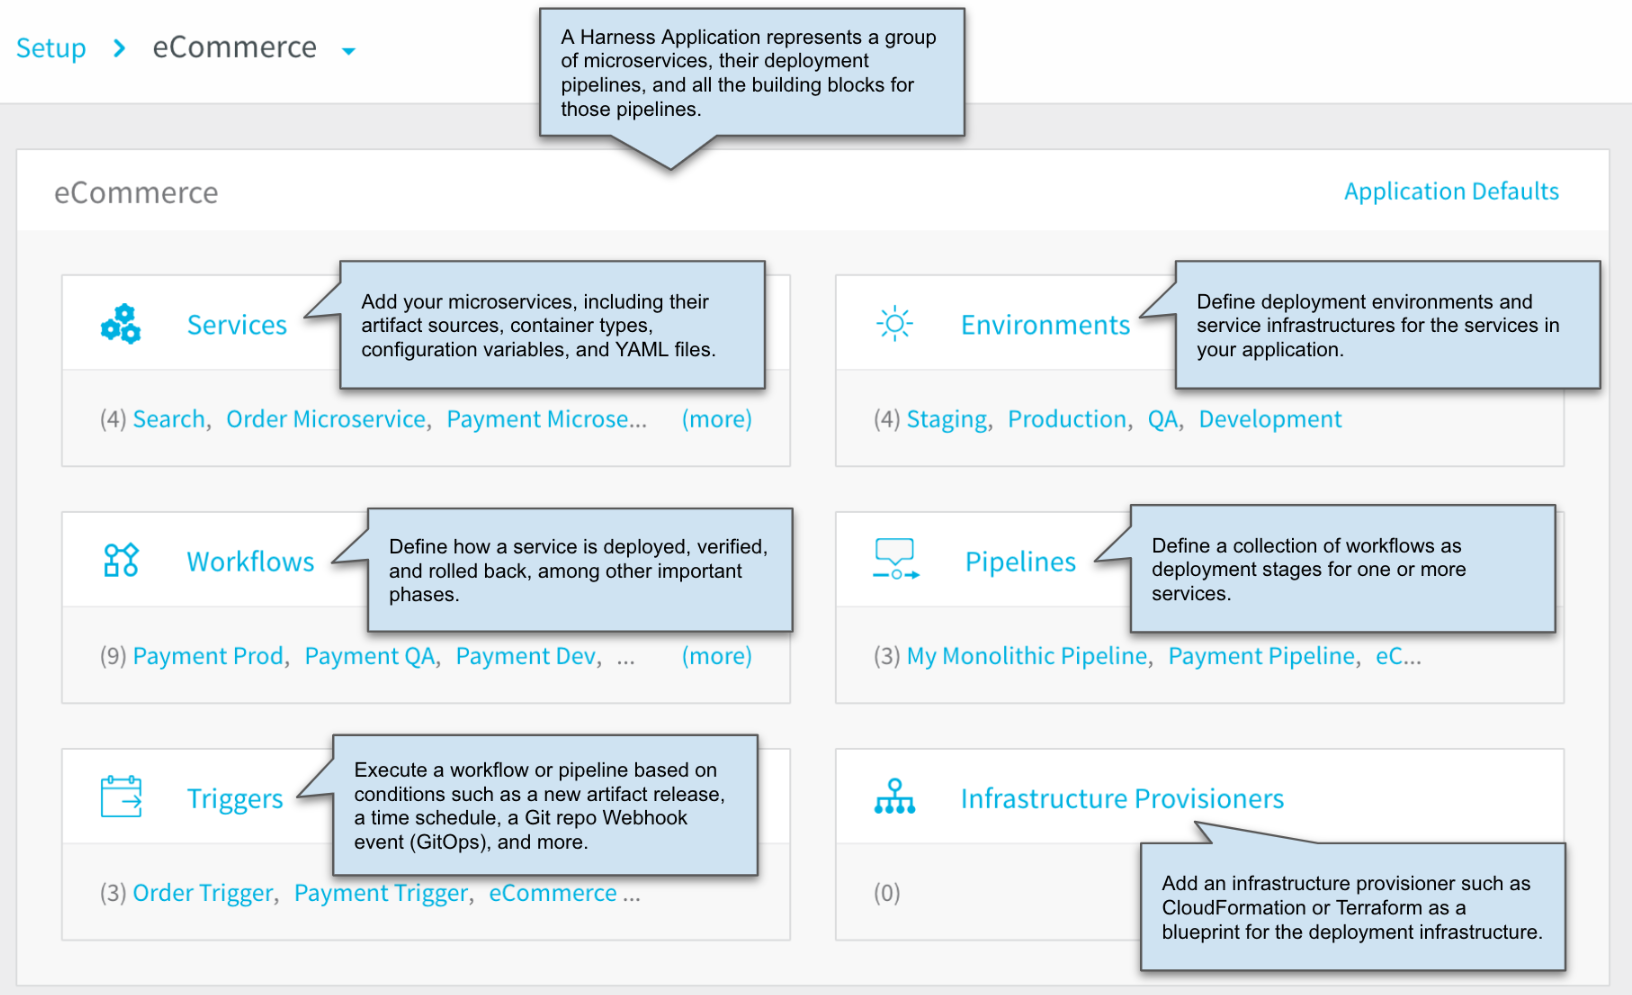 Setup > eCommerce
A Harness Application represents a group
of microservices, their deployment
pipelines, and all the building blocks for
those pipelines.
eCommerce
Application Defaults
Services
Add your microservices, including their
artifact sources, container types,
configuration variables, and YAML files.
(4) Search, Order Microservice, Payment Microse... (more)
Environments
Define deployment environments and
service infrastructures for the services in
your application.
(4) Staging, Production, QA, Development
Workflows
Define how a service is deployed, verified,
and rolled back, among other important
phases.
(9) Payment Prod, Payment QA, Payment Dev, ... (more)
Pipelines
Define a collection of workflows as
deployment stages for one or more
services.
(3) My Monolithic Pipeline, Payment Pipeline, eC...
Triggers
Execute a workflow or pipeline based on
conditions such as a new artifact release,
a time schedule, a Git repo Webhook
event (GitOps), and more.
(3) Order Trigger, Payment Trigger, eCommerce ...
Infrastructure Provisioners
(0)
Add an infrastructure provisioner such as
CloudFormation or Terraform as a
blueprint for the deployment infrastructure.